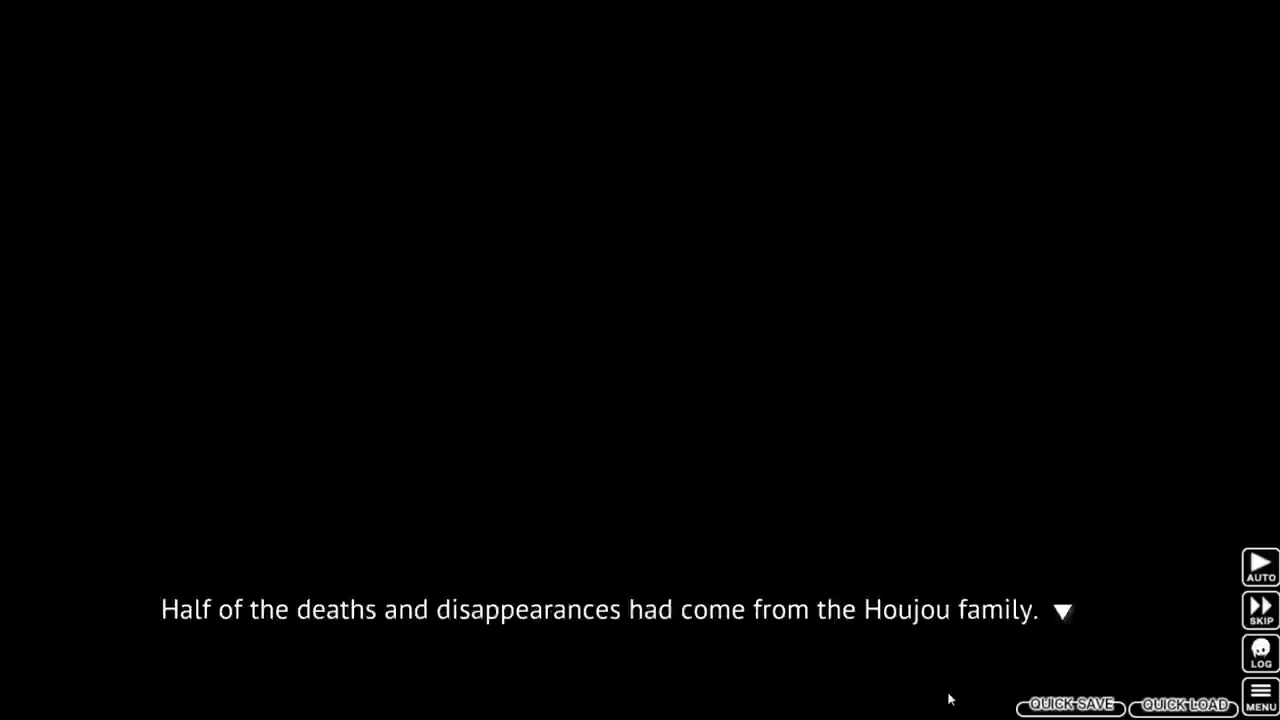 Half of the deaths and disappearances had come from the Houjou family.
AUTO
SKIP
LOG
MENU
QUICK SAVE
QUICK LOAD